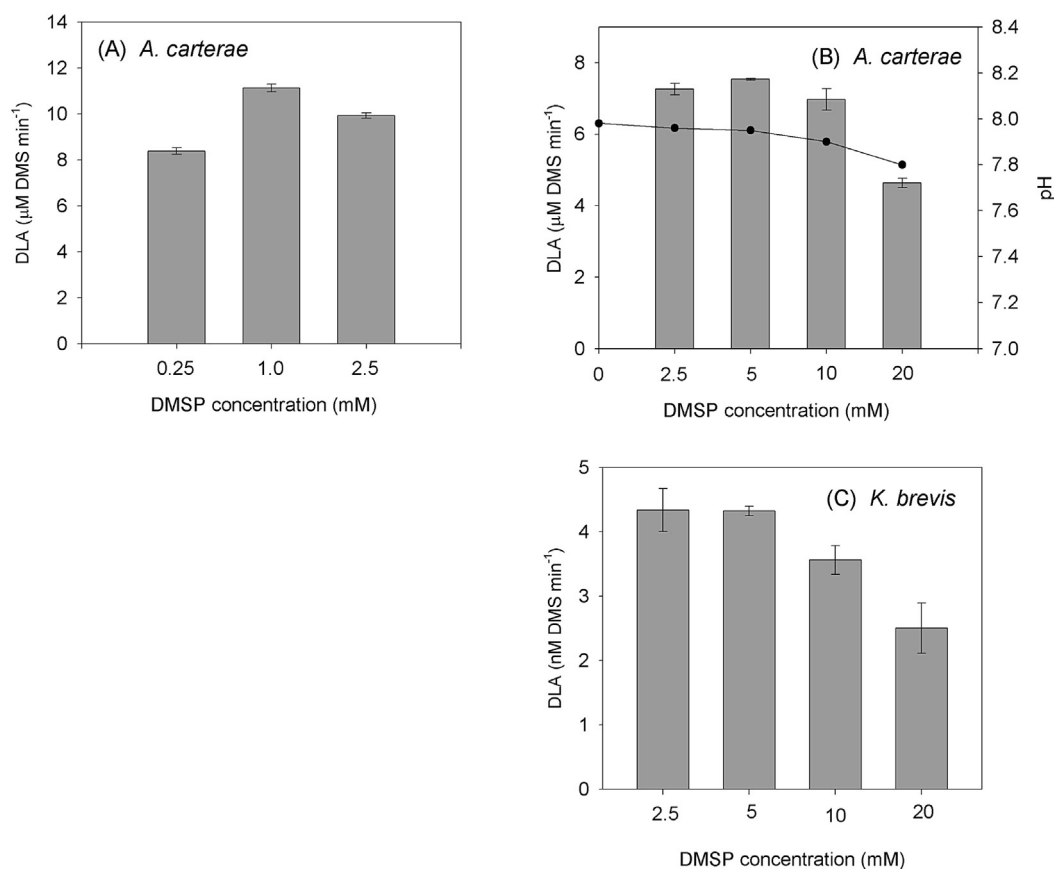 (A) A. carterae
14
12
10
8
6
4
2
0
DLA (μM DMS min-1)
0.25 1.0 2.5
DMSP concentration (mM)
(B) A. carterae
8
6
4
2
0
DLA (μM DMS min-1)
8.4
8.2
8.0
7.8
7.6
7.4
7.2
7.0
pH
0 2.5 5 10 20
DMSP concentration (mM)
(C) K. brevis
5
4
3
2
1
0
DLA (nM DMS min-1)
2.5 5 10 20
DMSP concentration (mM)